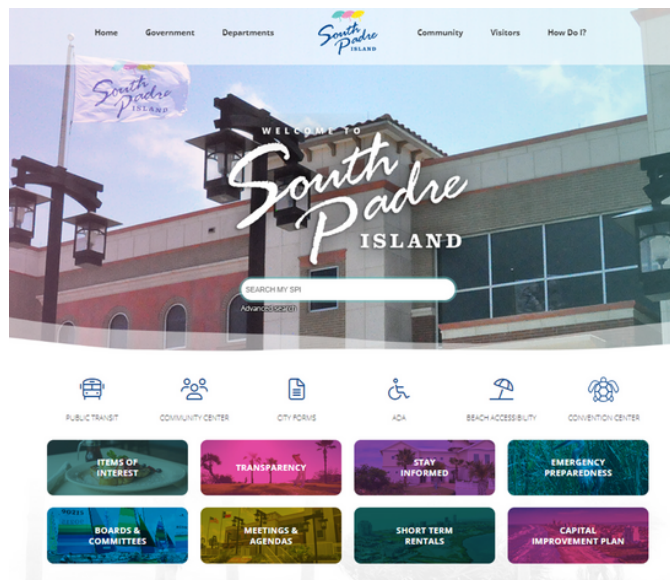 Home Government Departments South Padre ISLAND Community Visitors How Do I?
South Padre ISLAND
WELCOME TO
South
Padre
ISLAND
SEARCH MY SPI
Advanced search
PUBLIC TRANSIT COMMUNITY CENTER CITY FORMS ADA BEACH ACCESSIBILITY CONVENTION CENTER
ITEMS OF INTEREST TRANSPARENCY STAY INFORMED EMERGENCY PREPAREDNESS
BOARDS & COMMITTEES MEETINGS & AGENDAS SHORT TERM RENTALS CAPITAL IMPROVEMENT PLAN